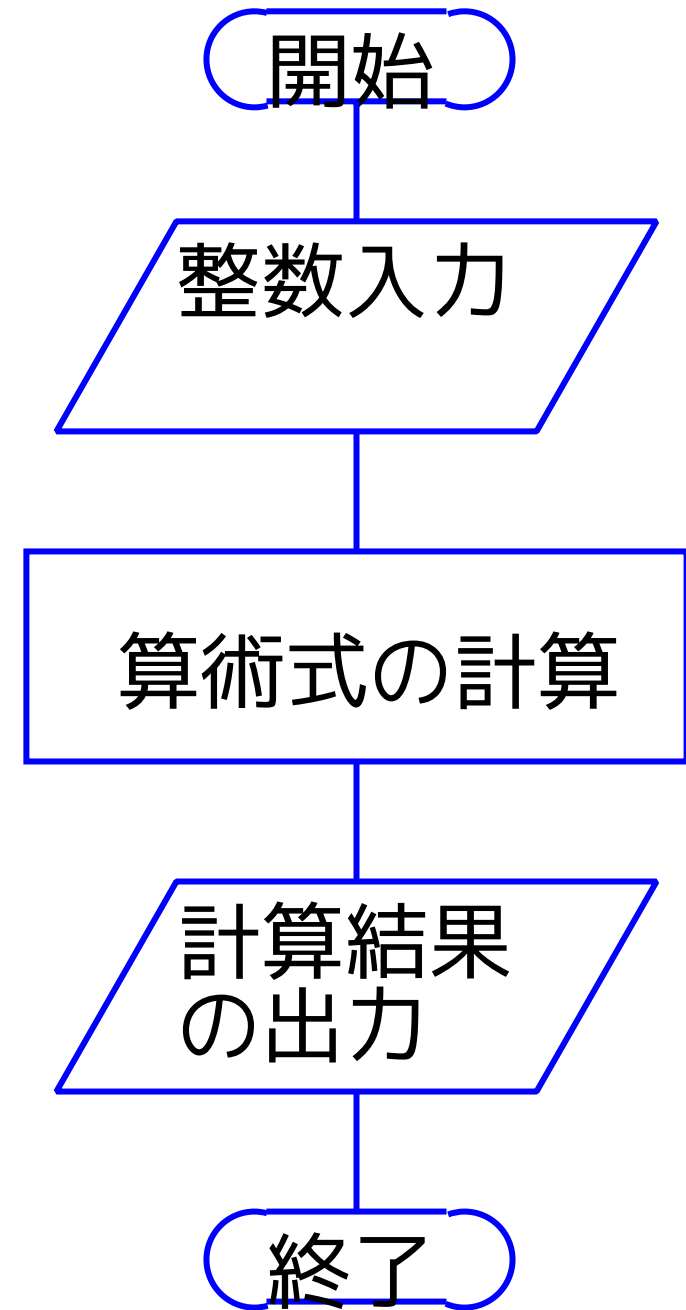 開始
整数入力
算術式の計算
計算結果
の出力
終了